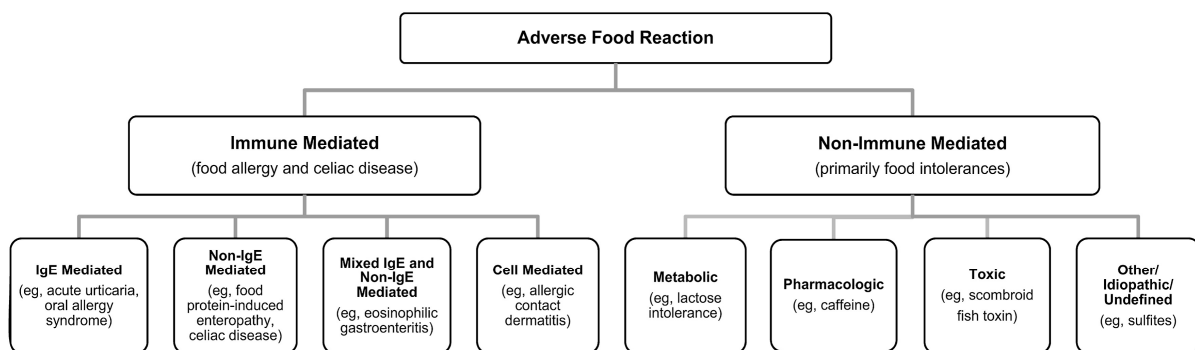 Adverse Food Reaction
Immune Mediated
(food allergy and celiac disease)
Non-Immune Mediated
(primarily food intolerances)
IgE Mediated
(eg, acute urticaria,
oral allergy
syndrome)
Non-IgE
Mediated
(eg, food
protein-induced
enteropathy,
celiac disease)
Mixed IgE and
Non-IgE
Mediated
(eg, eosinophilic
gastroenteritis)
Cell Mediated
(eg, allergic
contact
dermatitis)
Metabolic
(eg, lactose
intolerance)
Pharmacologic
(eg, caffeine)
Toxic
(eg, scombroid
fish toxin)
Other/
Idiopathic/
Undefined
(eg, sulfites)